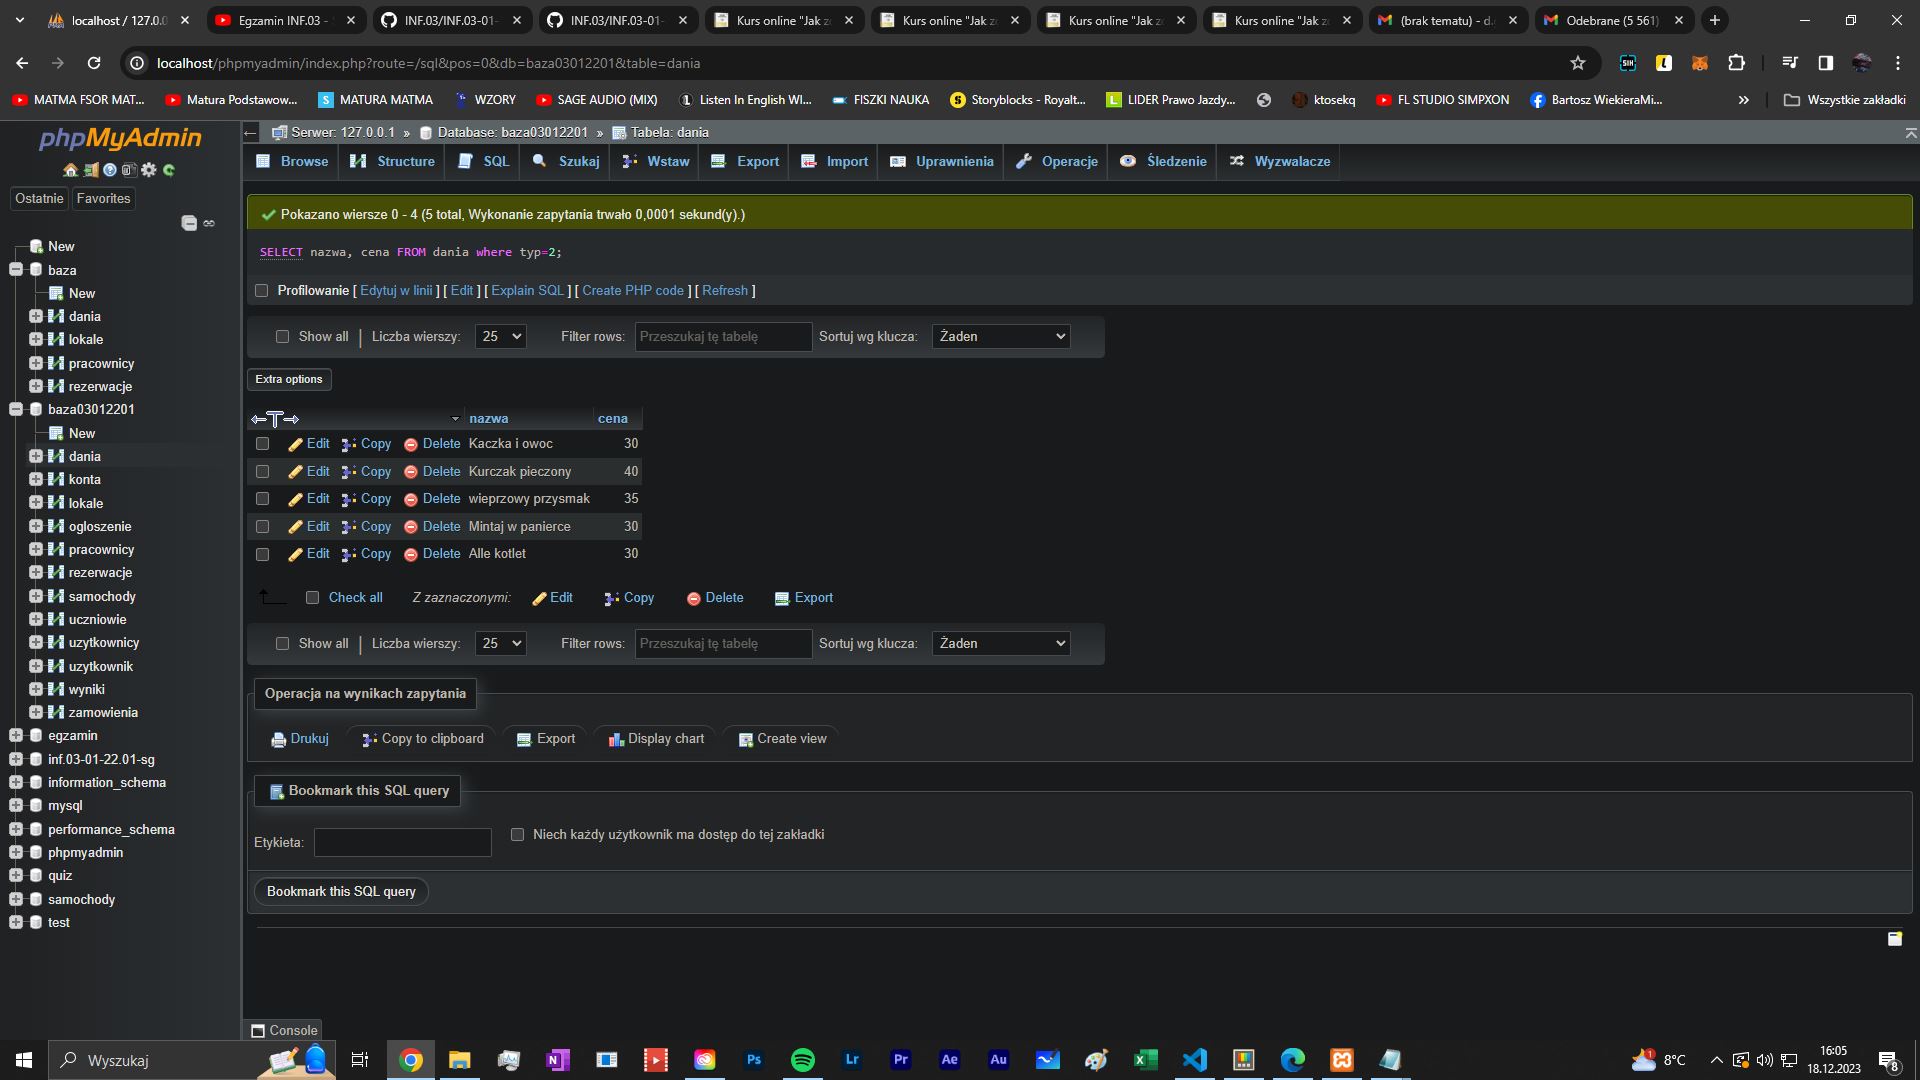 localhost / 127.0.0
Egzamin INF.03 -
INF.03/INF.03-01-
INF.03/INF.03-01-
Kurs online "Jak
Kurs online "Jak
Kurs online "Jak
Kurs online "Jak
(brak tematu) - d.
Odebrane (5 561)
localhost/phpmyadmin/index.php?route=/sql&pos=0&db=baza03012201&table=dania
MATMA FSOR MAT...
Matura Podstawow...
MATURA MATMA
WZORY
SAGE AUDIO (MIX)
Listen In English WI...
FISZKI NAUKA
Storyblocks - Royalt...
LIDER Prawo Jazdy...
ktosekq
FL STUDIO SIMPXON
Bartosz WiekieraMi...
Wszystkie zakładki
phpMyAdmin
Ostatnie
Favorites
New
baza
New
dania
lokale
pracownicy
rezerwacje
baza03012201
New
dania
konta
lokale
ogloszenie
pracownicy
rezerwacje
samochody
uczniowie
uzytkownicy
uzytkownik
wyniki
zamowienia
egzamin
inf.03-01-22.01-sg
information_schema
mysql
performance_schema
phpmyadmin
quiz
samochody
test
Serwer: 127.0.0.1 » Database: baza03012201 » Tabela: dania
Browse Structure SQL Szukaj Wstaw Export Import Uprawnienia Operacje Śledzenie Wyzwalacze
Pokazano wiersze 0 - 4 (5 total, Wykonanie zapytania trwało 0,0001 sekund(y).)
SELECT nazwa, cena FROM dania where typ=2;
Profilowanie [ Edytuj w linii ] [ Edit ] [ Explain SQL ] [ Create PHP code ] [ Refresh ]
Show all | Liczba wierszy: 25 Filter rows: Przeszukaj tę tabelę Sortuj wg klucza: Żaden
Extra options
nazwa cena
Edit Copy Delete Kaczka i owoc 30
Edit Copy Delete Kurczak pieczony 40
Edit Copy Delete wieprzowy przysmak 35
Edit Copy Delete Mintaj w panierce 30
Edit Copy Delete Alle kotlet 30
Check all Z zaznaczonymi: Edit Copy Delete Export
Show all | Liczba wierszy: 25 Filter rows: Przeszukaj tę tabelę Sortuj wg klucza: Żaden
Operacja na wynikach zapytania
Drukuj Copy to clipboard Export Display chart Create view
Bookmark this SQL query
Etykieta: Niech każdy użytkownik ma dostęp do tej zakładki
Bookmark this SQL query
Console
Wyszukaj
Ps
Lr
Pr
Ae
Au
8°C
16:05
18.12.2023
8